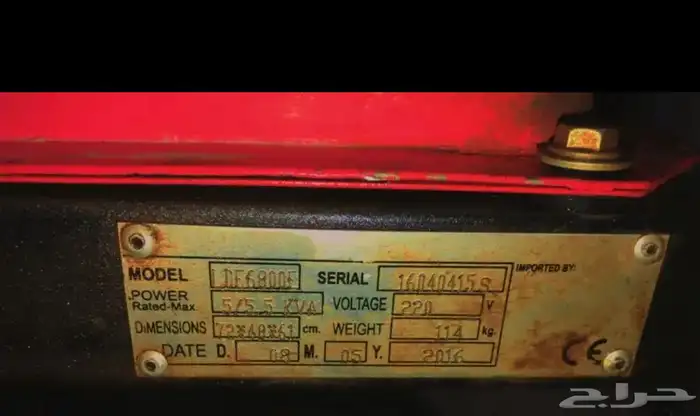 MODEL LDE6800E SERIAL 16040415 S IMPORTED BY:
POWER Rated-Max. 5/5.5 KVA VOLTAGE 220 V
DIMENSIONS 72*48*61 cm. WEIGHT 114 kg.
DATE D. 08 M. 05 Y. 2016 CE
حراج